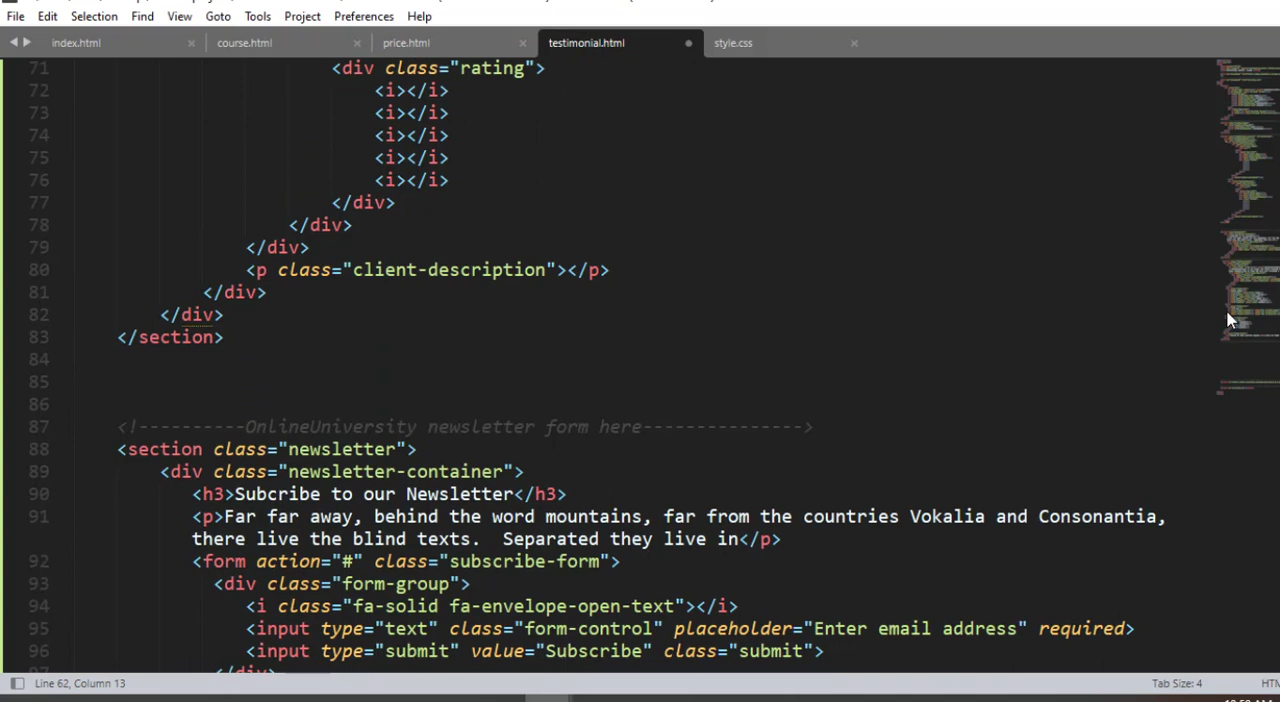 File Edit Selection Find View Goto Tools Project Preferences Help
index.html course.html price.html testimonial.html style.css
71 <div class="rating">
72 <i></i>
73 <i></i>
74 <i></i>
75 <i></i>
76 <i></i>
77 </div>
78 </div>
79 </div>
80 <p class="client-description"></p>
81 </div>
82 </div>
83 </section>
84
85
86
87 <!----------OnlineUniversity newsletter form here--------------->
88 <section class="newsletter">
89 <div class="newsletter-container">
90 <h3>Subcribe to our Newsletter</h3>
91 <p>Far far away, behind the word mountains, far from the countries Vokalia and Consonantia,
there live the blind texts.  Separated they live in</p>
92 <form action="#" class="subscribe-form">
93 <div class="form-group">
94 <i class="fa-solid fa-envelope-open-text"></i>
95 <input type="text" class="form-control" placeholder="Enter email address" required>
96 <input type="submit" value="Subscribe" class="submit">
97 </div>
Line 62, Column 13 Tab Size: 4